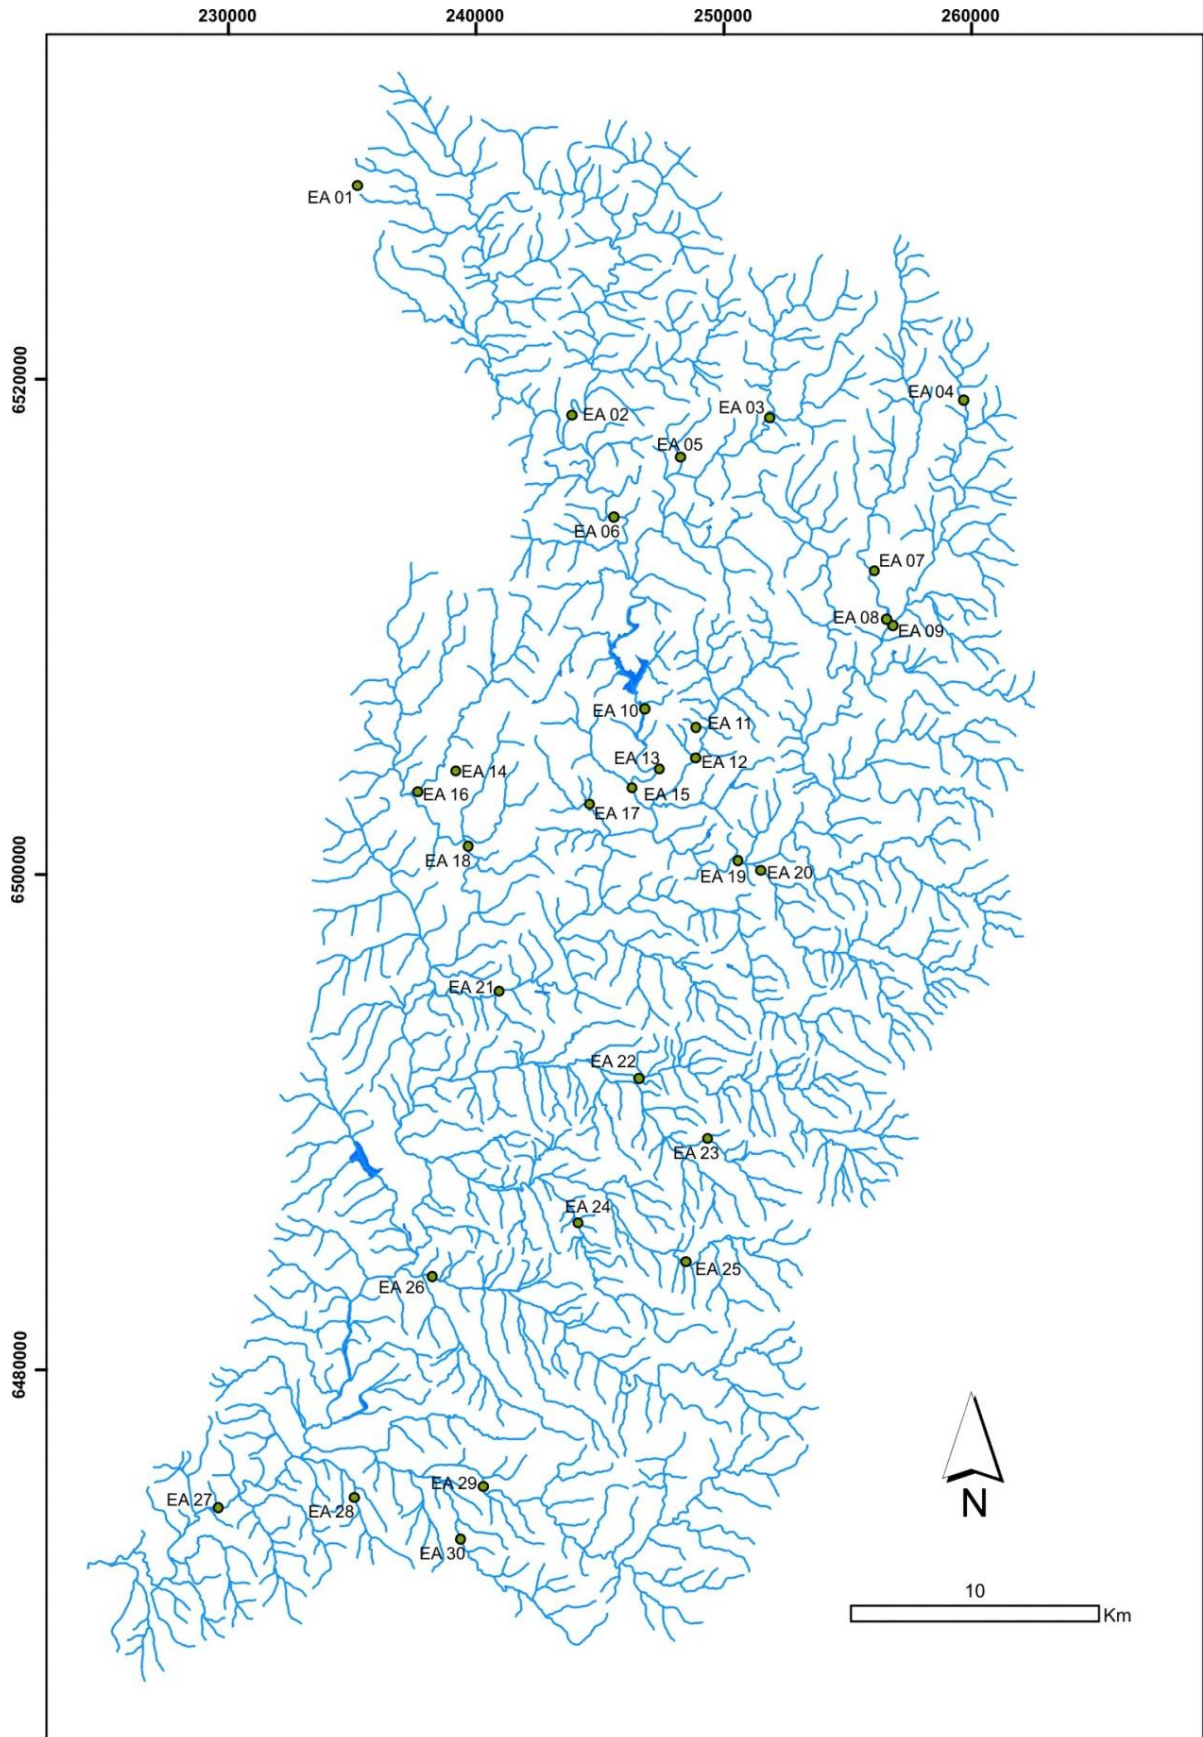 230000 240000 250000 260000
EA 01
6520000
EA 04
EA 03
EA 02
EA 05
EA 06
EA 07
EA 08
EA 09
EA 10
EA 11
EA 13
EA 12
EA 14
EA 16
EA 15
EA 17
EA 18
6500000
EA 19
EA 20
EA 21
EA 22
EA 23
EA 24
EA 25
EA 26
6480000
EA 29
EA 27
EA 28
EA 30
N
10
Km